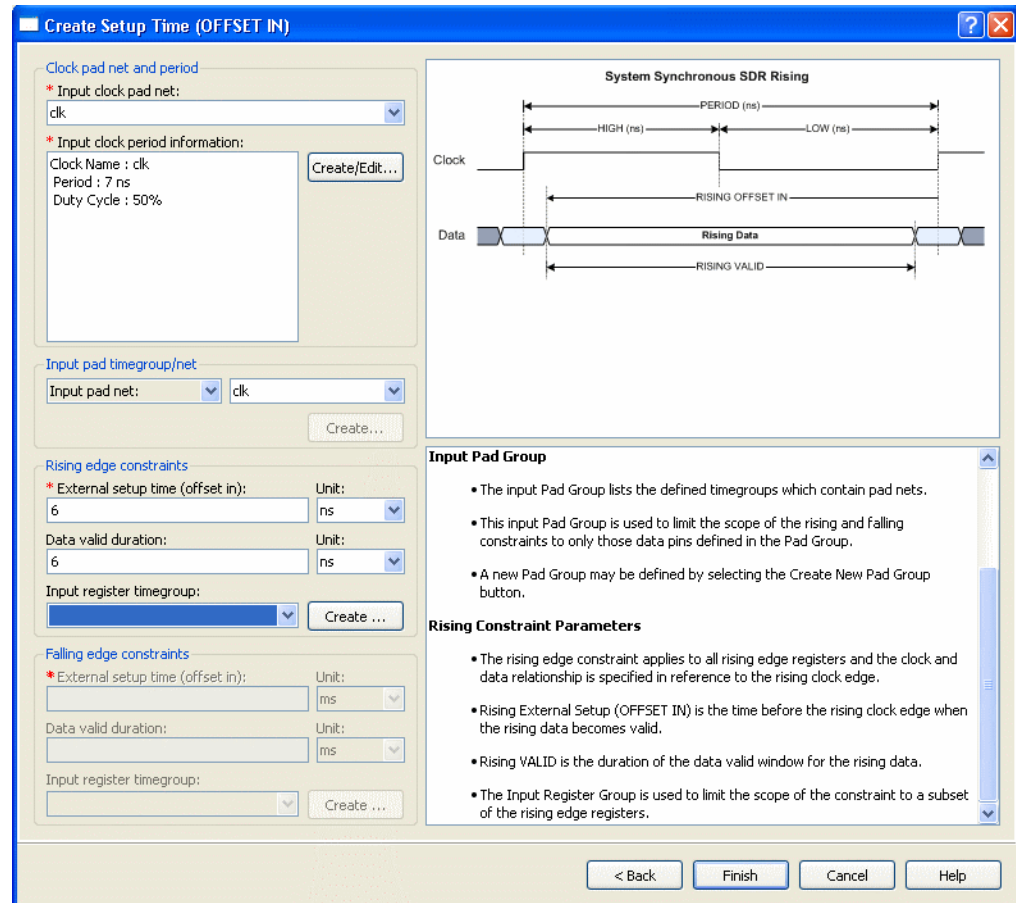 Create Setup Time (OFFSET IN)
Clock pad net and period
* Input clock pad net:
clk
* Input clock period information:
Clock Name : clk
Period : 7 ns
Duty Cycle : 50%
Create/Edit...
Input pad timegroup/net
Input pad net:
clk
Create...
Rising edge constraints
* External setup time (offset in):
Unit:
6
ns
Data valid duration:
Unit:
6
ns
Input register timegroup:
Create ...
Falling edge constraints
* External setup time (offset in):
Unit:
ms
Data valid duration:
Unit:
ms
Input register timegroup:
Create ...
System Synchronous SDR Rising
PERIOD (ns)
HIGH (ns)
LOW (ns)
Clock
RISING OFFSET IN
Data
Rising Data
RISING VALID
Input Pad Group
• The input Pad Group lists the defined timegroups which contain pad nets.
• This input Pad Group is used to limit the scope of the rising and falling
constraints to only those data pins defined in the Pad Group.
• A new Pad Group may be defined by selecting the Create New Pad Group
button.
Rising Constraint Parameters
• The rising edge constraint applies to all rising edge registers and the clock and
data relationship is specified in reference to the rising clock edge.
• Rising External Setup (OFFSET IN) is the time before the rising clock edge when
the rising data becomes valid.
• Rising VALID is the duration of the data valid window for the rising data.
• The Input Register Group is used to limit the scope of the constraint to a subset
of the rising edge registers.
< Back
Finish
Cancel
Help